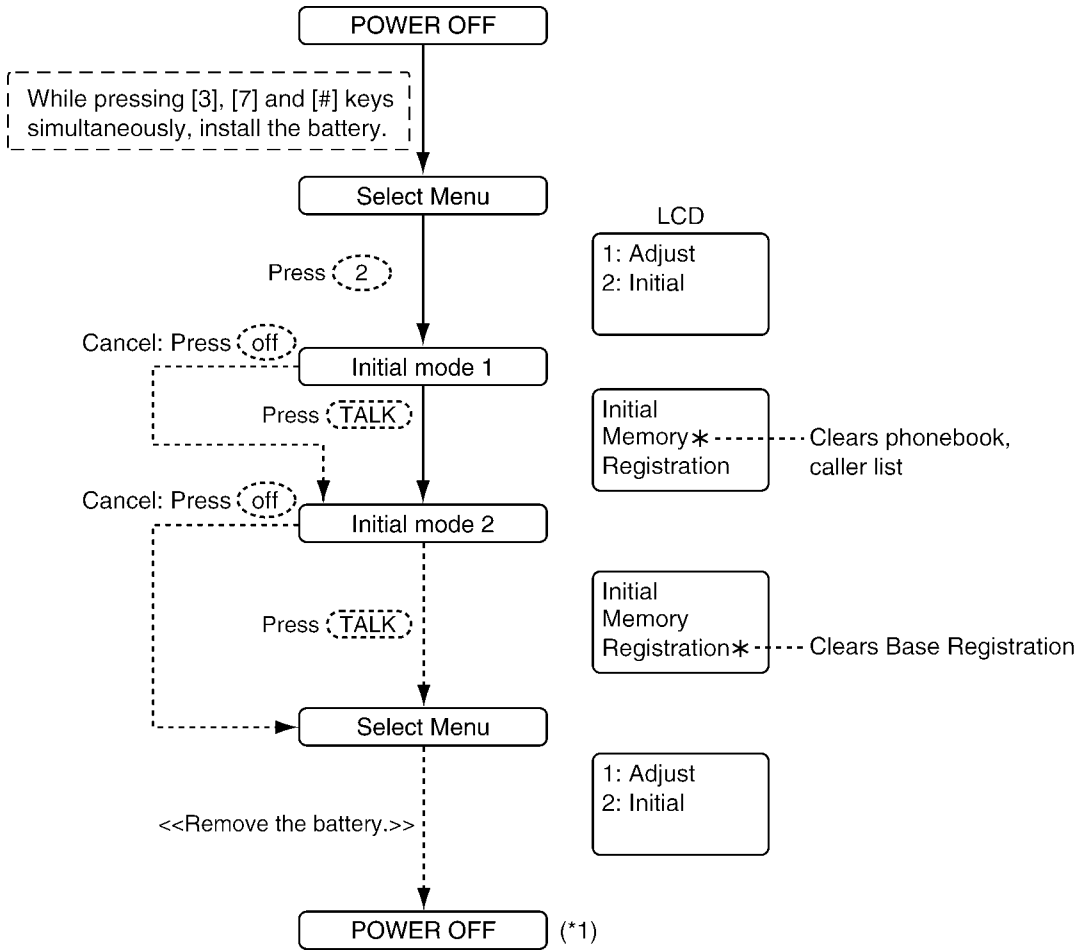 POWER OFF
While pressing [3], [7] and [#] keys
simultaneously, install the battery.
Select Menu
LCD
Press 2
1: Adjust
2: Initial
Cancel: Press off
Initial mode 1
Press TALK
Initial
Memory*
Registration
Clears phonebook,
caller list
Cancel: Press off
Initial mode 2
Press TALK
Initial
Memory
Registration*
Clears Base Registration
Select Menu
1: Adjust
2: Initial
<<Remove the battery.>>
POWER OFF (*1)